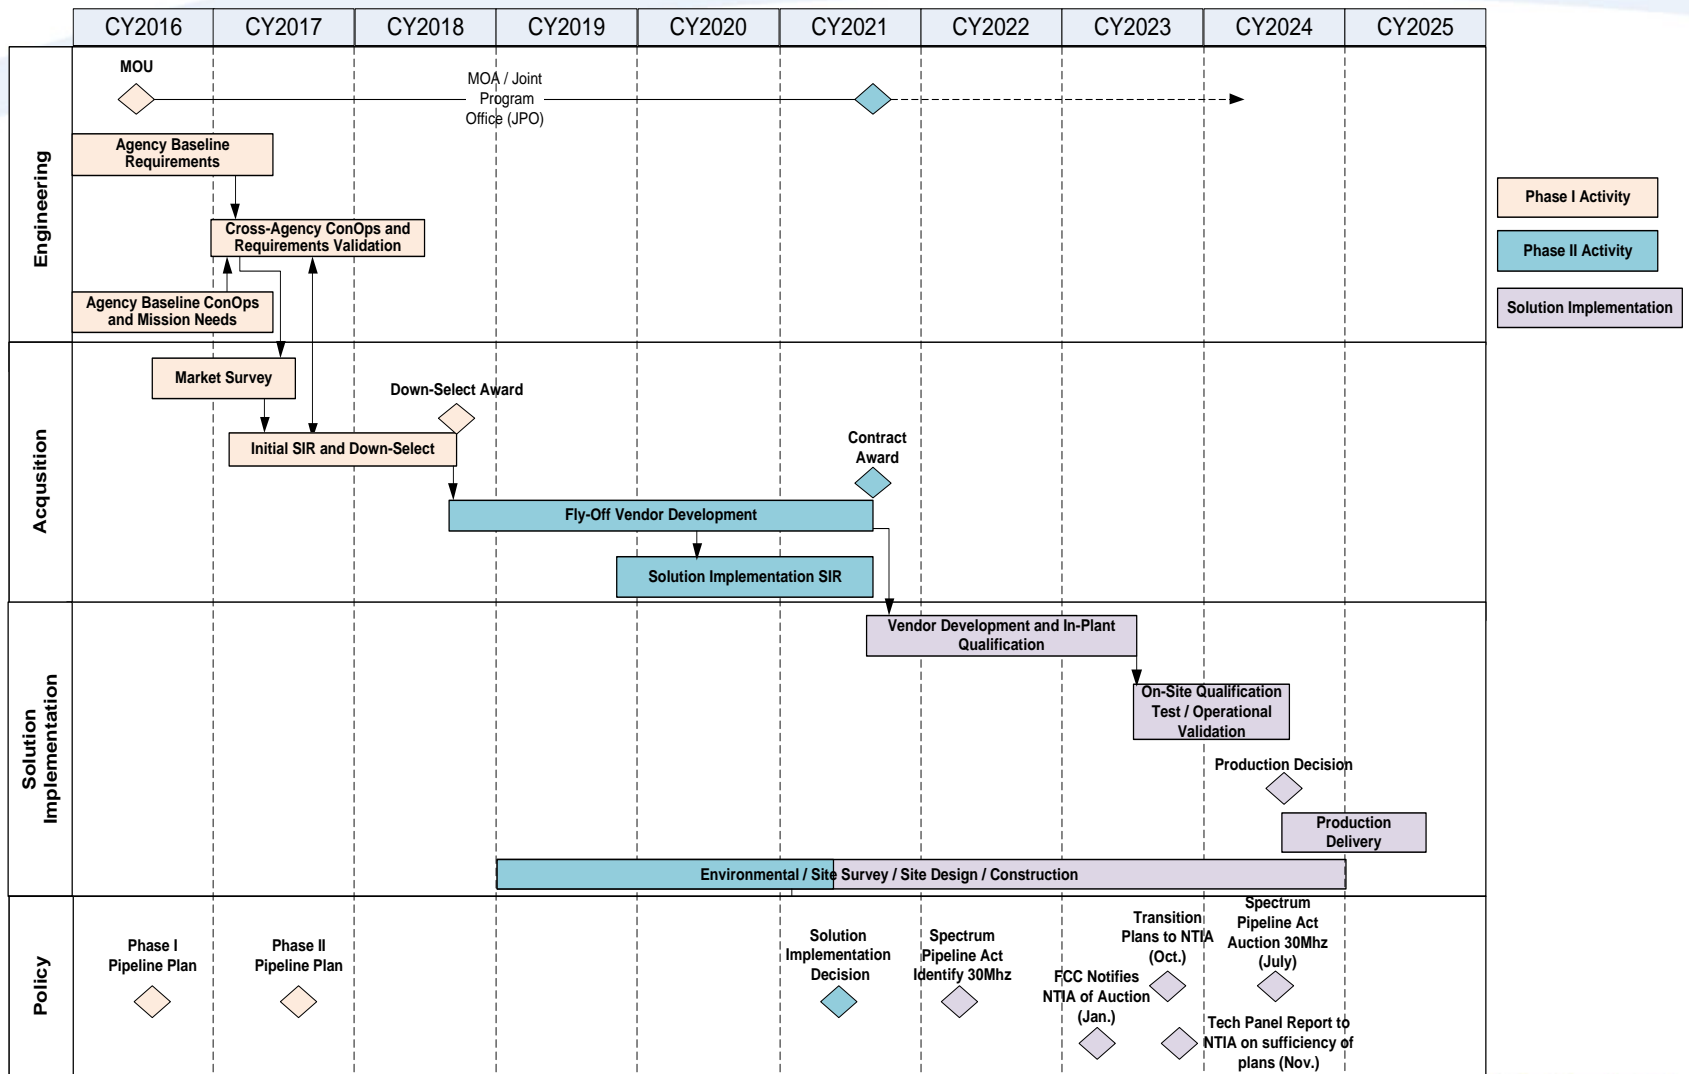 CY2016 CY2017 CY2018 CY2019 CY2020 CY2021 CY2022 CY2023 CY2024 CY2025
Engineering
MOU
MOA / Joint
Program
Office (JPO)
Agency Baseline
Requirements
Cross-Agency ConOps and
Requirements Validation
Agency Baseline ConOps
and Mission Needs
Phase I Activity
Phase II Activity
Solution Implementation
Acqusition
Market Survey
Down-Select Award
Initial SIR and Down-Select
Contract
Award
Fly-Off Vendor Development
Solution Implementation SIR
Solution
Implementation
Vendor Development and In-Plant
Qualification
On-Site Qualification
Test / Operational
Validation
Production Decision
Production
Delivery
Environmental / Site Survey / Site Design / Construction
Policy
Phase I
Pipeline Plan
Phase II
Pipeline Plan
Solution
Implementation
Decision
Spectrum
Pipeline Act
Identify 30Mhz
FCC Notifies
NTIA of Auction
(Jan.)
Transition
Plans to NTIA
(Oct.)
Spectrum
Pipeline Act
Auction 30Mhz
(July)
Tech Panel Report to
NTIA on sufficiency of
plans (Nov.)